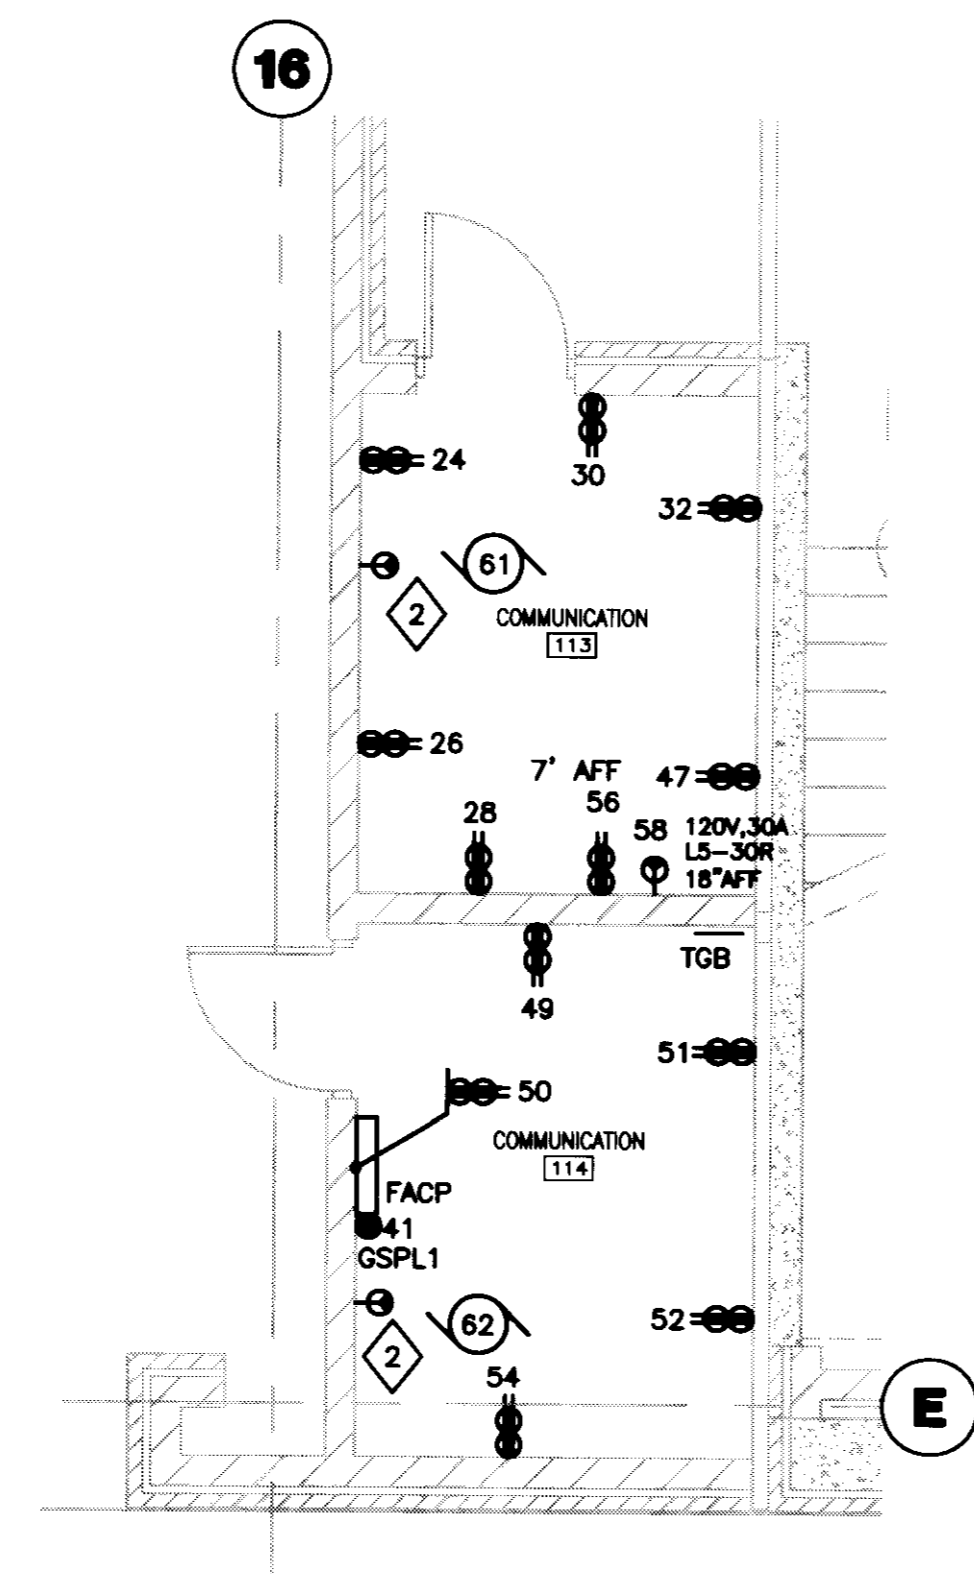 16
24
30
32
61
2
COMMUNICATION
113
26
7' AFF
56
47
28
58
120V,30A
L5-30R
18"AFF
TGB
49
51
50
COMMUNICATION
114
FACP
41
GSPL1
62
52
2
54
E